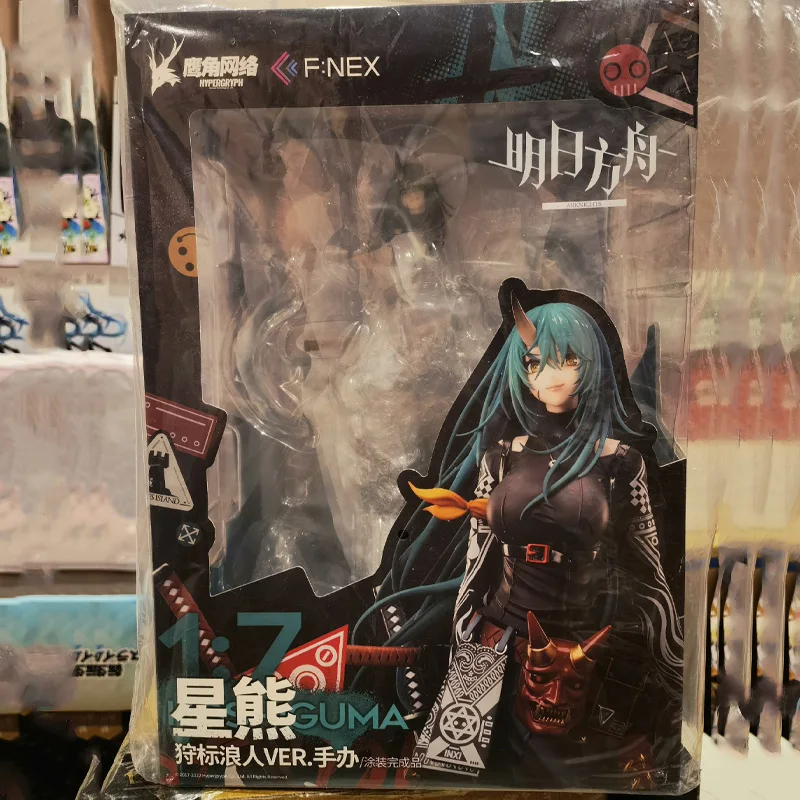 鹰角网络
HYPERGRYPH
F:NEX
明日方舟
ARKNIGHTS
1:7
星熊
GUMA
狩标浪人VER.手办/涂装完成品
INXI